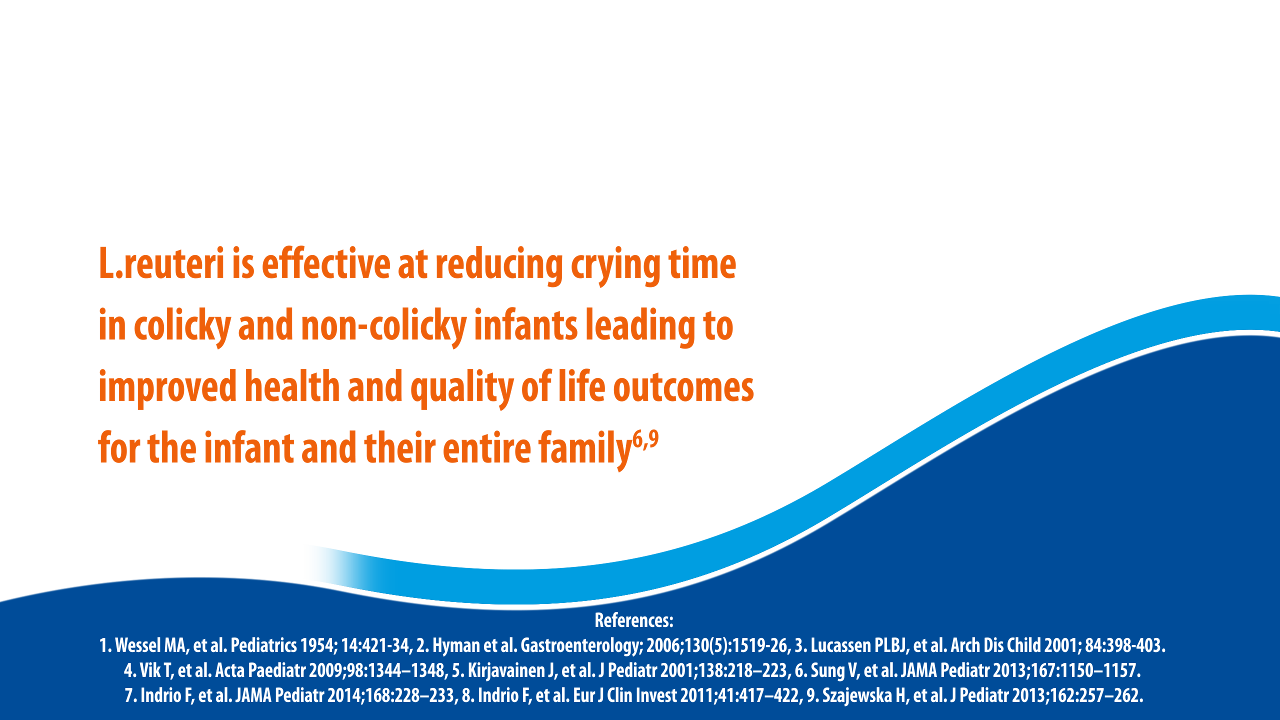 L.reuteri is effective at reducing crying time
in colicky and non-colicky infants leading to
improved health and quality of life outcomes
for the infant and their entire family6,9
References:
1. Wessel MA, et al. Pediatrics 1954; 14:421-34, 2. Hyman et al. Gastroenterology; 2006;130(5):1519-26, 3. Lucassen PLBJ, et al. Arch Dis Child 2001; 84:398-403.
4. Vik T, et al. Acta Paediatr 2009;98:1344–1348, 5. Kirjavainen J, et al. J Pediatr 2001;138:218–223, 6. Sung V, et al. JAMA Pediatr 2013;167:1150–1157.
7. Indrio F, et al. JAMA Pediatr 2014;168:228–233, 8. Indrio F, et al. Eur J Clin Invest 2011;41:417–422, 9. Szajewska H, et al. J Pediatr 2013;162:257–262.